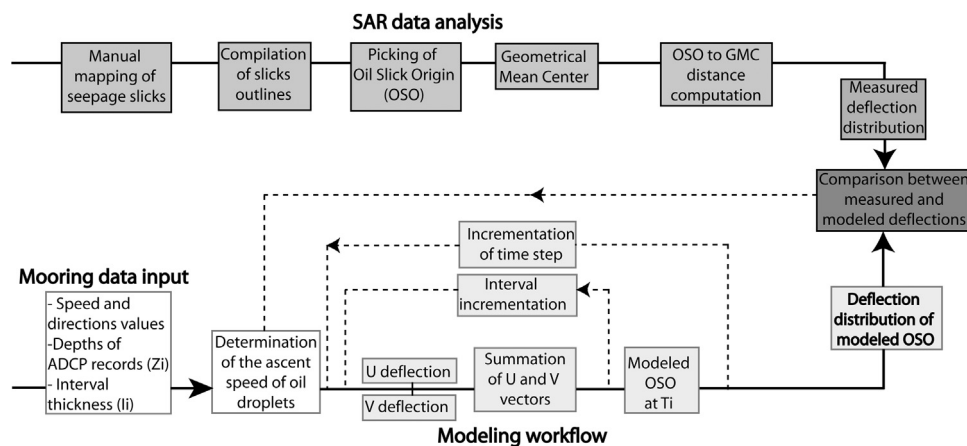 SAR data analysis
Manual
mapping of
seepage slicks
Compilation
of slicks
outlines
Picking of
Oil Slick Origin
(OSO)
Geometrical
Mean Center
OSO to GMC
distance
computation
Measured
deflection
distribution
Comparison between
measured and
modeled deflections
Incrementation
of time step
Interval
incrementation
Mooring data input
- Speed and
directions values
-Depths of
ADCP records (Zi)
- Interval
thickness (Ii)
Determination
of the ascent
speed of oil
droplets
U deflection
V deflection
Summation
of U and V
vectors
Modeled
OSO
at Ti
Deflection
distribution of
modeled OSO
Modeling workflow